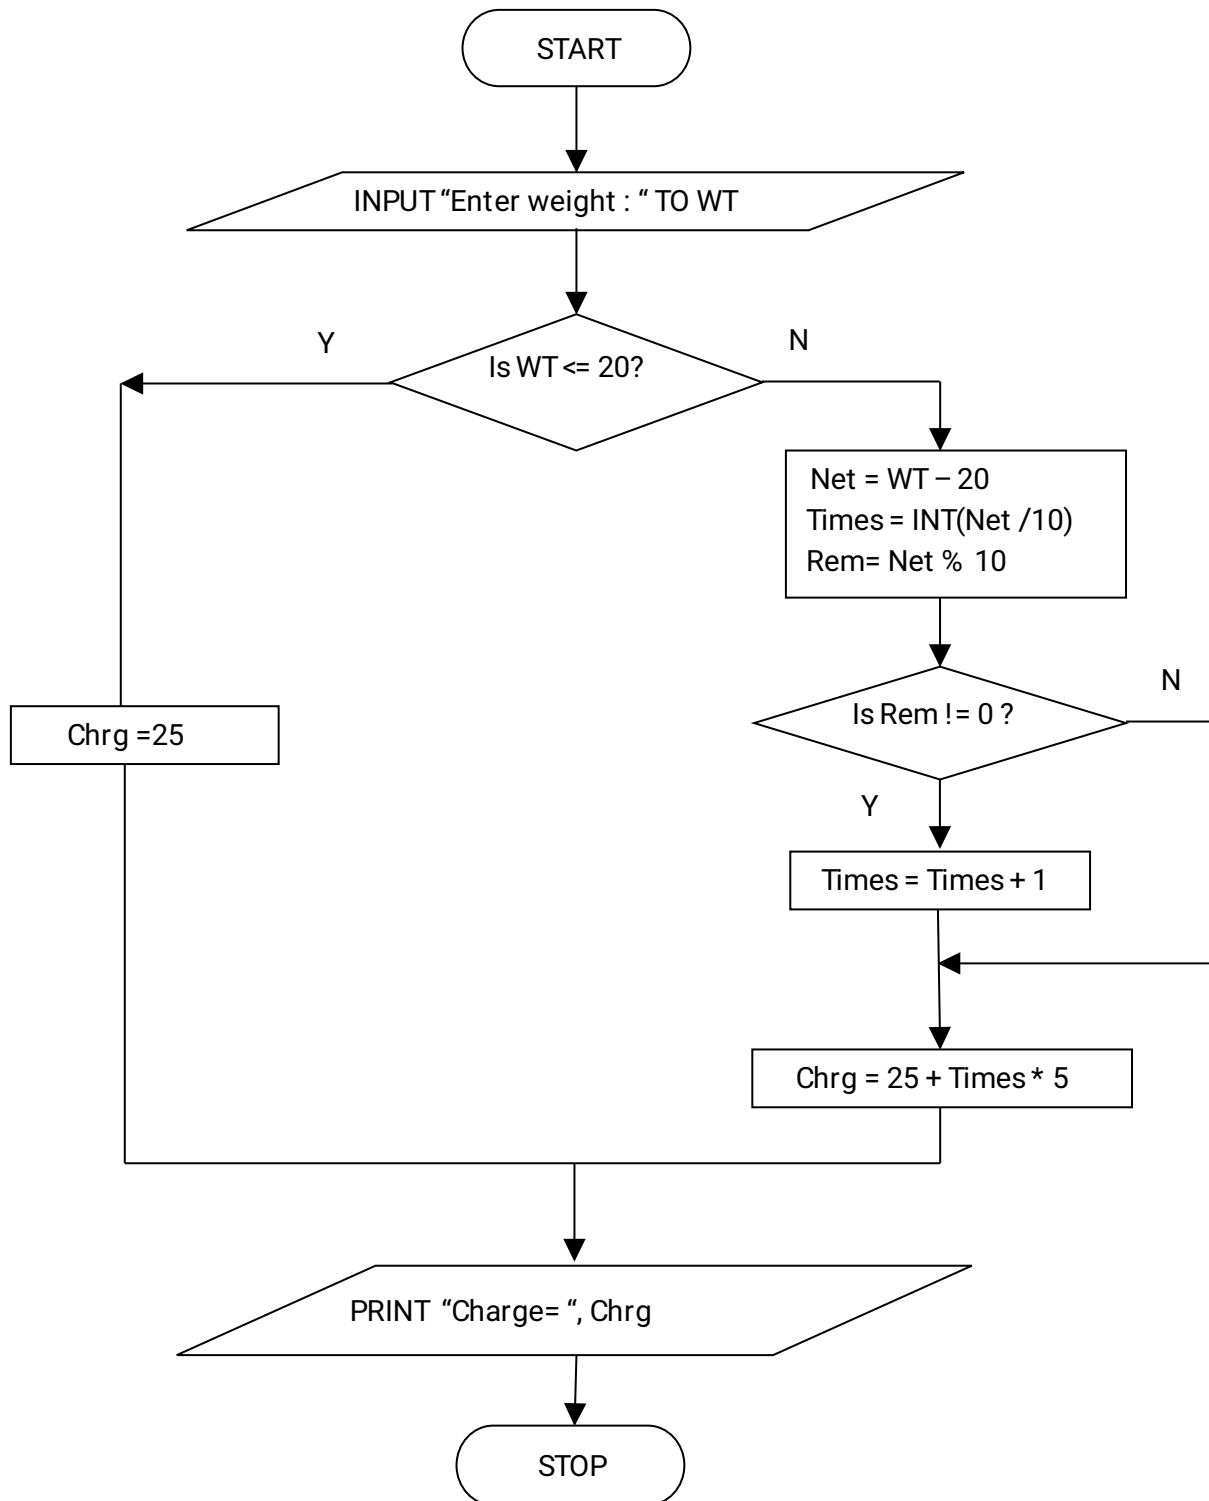 START
INPUT “Enter weight : “ TO WT
Y
N
Is WT <= 20?
Net = WT – 20
Times = INT(Net /10)
Rem= Net % 10
N
Is Rem != 0 ?
Chrg =25
Y
Times = Times + 1
Chrg = 25 + Times * 5
PRINT “Charge= “, Chrg
STOP